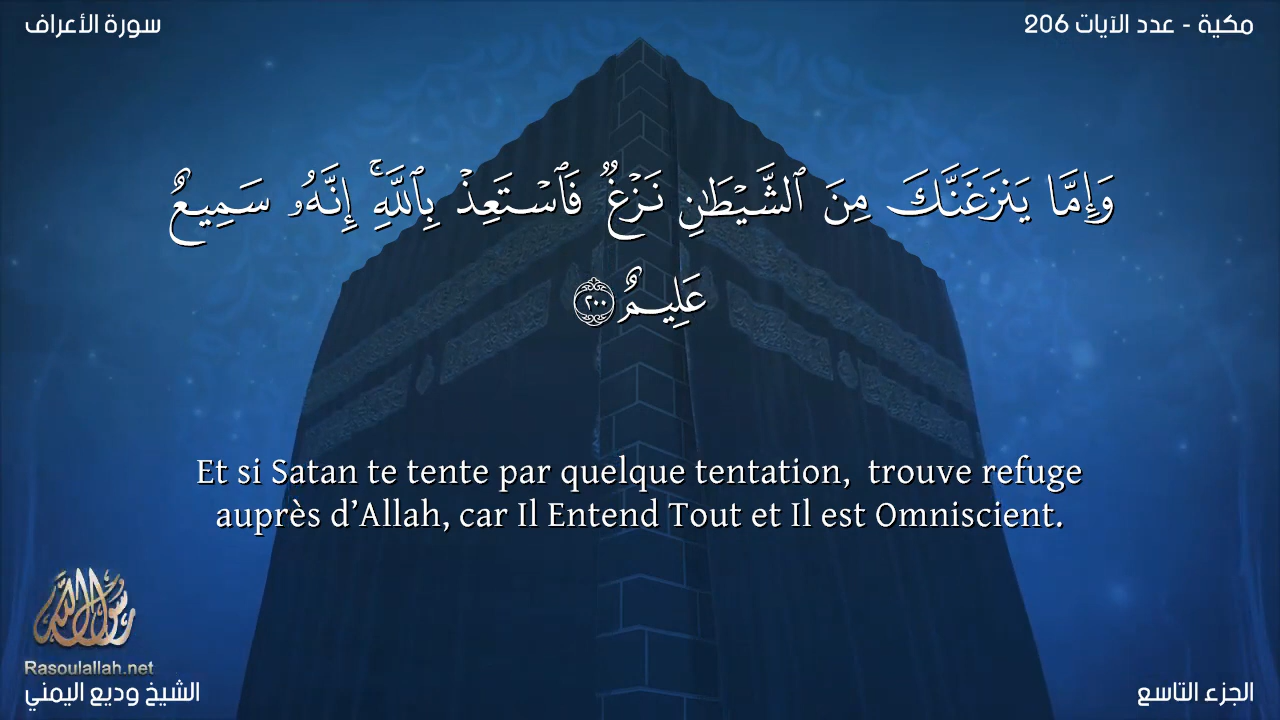 سورة الأعراف
مكية - عدد الآيات 206
وَإِمَّا يَنزَغَنَّكَ مِنَ ٱلشَّيْطَٰنِ نَزْغٌ فَٱسْتَعِذْ بِٱللَّهِ ۚ إِنَّهُۥ سَمِيعٌ
عَلِيمٌ ٢٠٠
Et si Satan te tente par quelque tentation, trouve refuge
auprès d’Allah, car Il Entend Tout et Il est Omniscient.
رسول الله
Rasoulallah.net
الشيخ وديع اليمني
الجزء التاسع